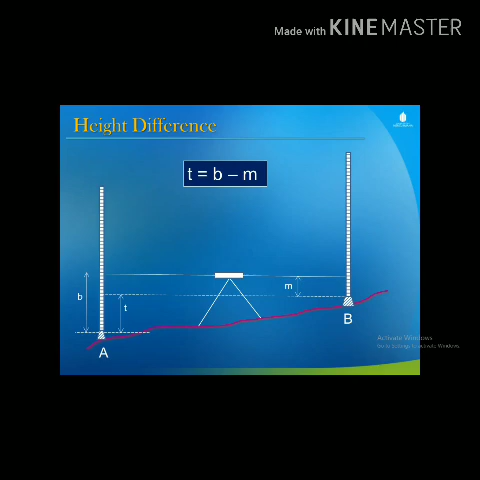 Made with KINEMASTER
Height Difference
t = b – m
b
t
m
A
B
Activate Windows
Go to Settings to activate Windows.